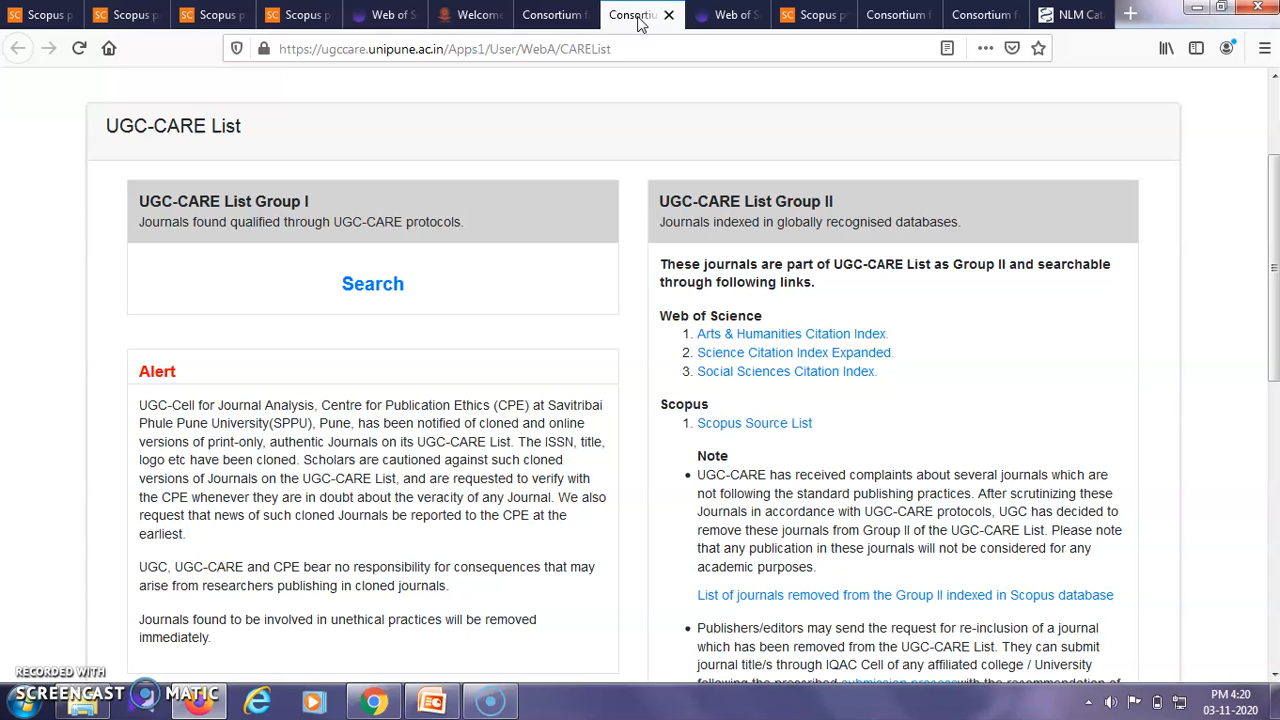 Scopus p
Scopus p
Scopus p
Scopus p
Web of S
Welcome
Consortium f
Consortiu
Web of S
Scopus p
Consortium f
Consortium f
NLM Cat
https://ugccare.unipune.ac.in/Apps1/User/WebA/CAREList
UGC-CARE List
UGC-CARE List Group I
Journals found qualified through UGC-CARE protocols.
Search
Alert
UGC-Cell for Journal Analysis, Centre for Publication Ethics (CPE) at Savitribai
Phule Pune University(SPPU), Pune, has been notified of cloned and online
versions of print-only, authentic Journals on its UGC-CARE List. The ISSN, title,
logo etc have been cloned. Scholars are cautioned against such cloned
versions of Journals on the UGC-CARE List, and are requested to verify with
the CPE whenever they are in doubt about the veracity of any Journal. We also
request that news of such cloned Journals be reported to the CPE at the
earliest.
UGC, UGC-CARE and CPE bear no responsibility for consequences that may
arise from researchers publishing in cloned journals.
Journals found to be involved in unethical practices will be removed
immediately.
UGC-CARE List Group II
Journals indexed in globally recognised databases.
These journals are part of UGC-CARE List as Group II and searchable
through following links.
Web of Science
1. Arts & Humanities Citation Index.
2. Science Citation Index Expanded.
3. Social Sciences Citation Index.
Scopus
1. Scopus Source List
Note
• UGC-CARE has received complaints about several journals which are
not following the standard publishing practices. After scrutinizing these
Journals in accordance with UGC-CARE protocols, UGC has decided to
remove these journals from Group II of the UGC-CARE List. Please note
that any publication in these journals will not be considered for any
academic purposes.
List of journals removed from the Group II indexed in Scopus database
• Publishers/editors may send the request for re-inclusion of a journal
which has been removed from the UGC-CARE List. They can submit
journal title/s through IQAC Cell of any affiliated college / University
following the prescribed submission processwith the recommendation of
RECORDED WITH
SCREENCAST MATIC
PM 4:20
03-11-2020